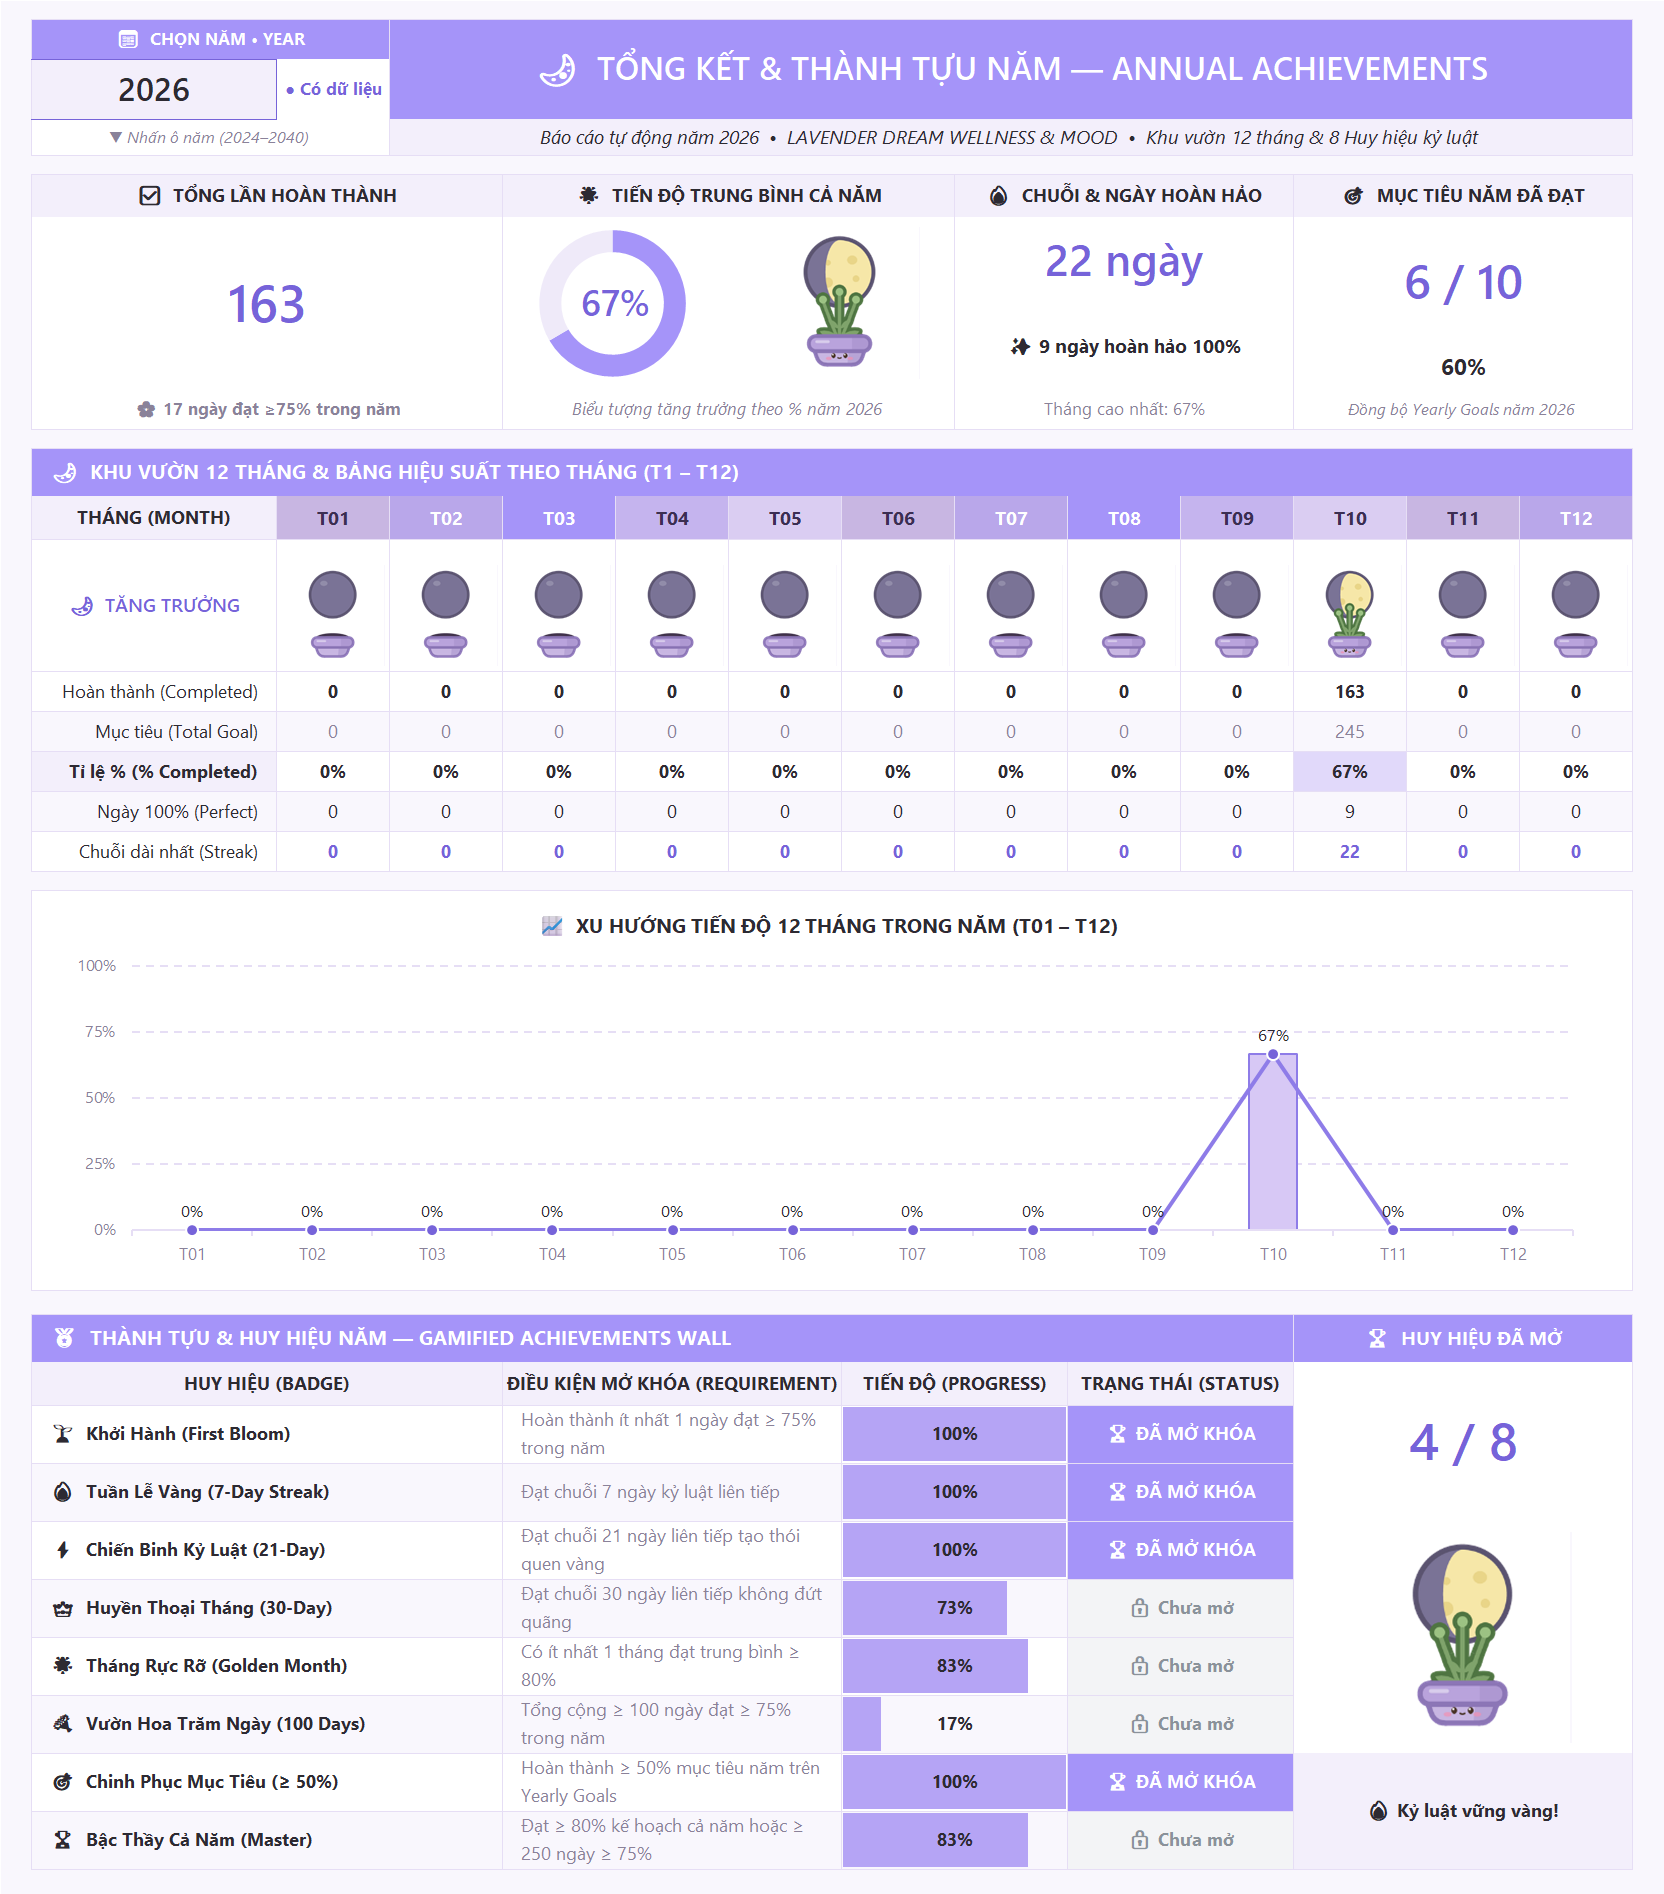 CHỌN NĂM • YEAR
2026
• Có dữ liệu
▼ Nhấn ô năm (2024–2040)
TỔNG KẾT & THÀNH TỰU NĂM — ANNUAL ACHIEVEMENTS
Báo cáo tự động năm 2026 • LAVENDER DREAM WELLNESS & MOOD • Khu vườn 12 tháng & 8 Huy hiệu kỷ luật
TỔNG LẦN HOÀN THÀNH
163
17 ngày đạt ≥75% trong năm
TIẾN ĐỘ TRUNG BÌNH CẢ NĂM
67%
Biểu tượng tăng trưởng theo % năm 2026
CHUỖI & NGÀY HOÀN HẢO
22 ngày
9 ngày hoàn hảo 100%
Tháng cao nhất: 67%
MỤC TIÊU NĂM ĐÃ ĐẠT
6 / 10
60%
Đồng bộ Yearly Goals năm 2026
KHU VƯỜN 12 THÁNG & BẢNG HIỆU SUẤT THEO THÁNG (T1 – T12)
THÁNG (MONTH) T01 T02 T03 T04 T05 T06 T07 T08 T09 T10 T11 T12
TĂNG TRƯỞNG
Hoàn thành (Completed) 0 0 0 0 0 0 0 0 0 163 0 0
Mục tiêu (Total Goal) 0 0 0 0 0 0 0 0 0 245 0 0
Tỉ lệ % (% Completed) 0% 0% 0% 0% 0% 0% 0% 0% 0% 67% 0% 0%
Ngày 100% (Perfect) 0 0 0 0 0 0 0 0 0 9 0 0
Chuỗi dài nhất (Streak) 0 0 0 0 0 0 0 0 0 22 0 0
XU HƯỚNG TIẾN ĐỘ 12 THÁNG TRONG NĂM (T01 – T12)
100%
75%
67%
50%
25%
0% 0% 0% 0% 0% 0% 0% 0% 0% 0% 0%
0%
T01 T02 T03 T04 T05 T06 T07 T08 T09 T10 T11 T12
THÀNH TỰU & HUY HIỆU NĂM — GAMIFIED ACHIEVEMENTS WALL
HUY HIỆU (BADGE) ĐIỀU KIỆN MỞ KHÓA (REQUIREMENT) TIẾN ĐỘ (PROGRESS) TRẠNG THÁI (STATUS)
Khởi Hành (First Bloom)
Hoàn thành ít nhất 1 ngày đạt ≥ 75%
trong năm
100%
ĐÃ MỞ KHÓA
Tuần Lễ Vàng (7-Day Streak)
Đạt chuỗi 7 ngày kỷ luật liên tiếp
100%
ĐÃ MỞ KHÓA
Chiến Binh Kỷ Luật (21-Day)
Đạt chuỗi 21 ngày liên tiếp tạo thói
quen vàng
100%
ĐÃ MỞ KHÓA
Huyền Thoại Tháng (30-Day)
Đạt chuỗi 30 ngày liên tiếp không đứt
quãng
73%
Chưa mở
Tháng Rực Rỡ (Golden Month)
Có ít nhất 1 tháng đạt trung bình ≥
80%
83%
Chưa mở
Vườn Hoa Trăm Ngày (100 Days)
Tổng cộng ≥ 100 ngày đạt ≥ 75%
trong năm
17%
Chưa mở
Chinh Phục Mục Tiêu (≥ 50%)
Hoàn thành ≥ 50% mục tiêu năm trên
Yearly Goals
100%
ĐÃ MỞ KHÓA
Bậc Thầy Cả Năm (Master)
Đạt ≥ 80% kế hoạch cả năm hoặc ≥
250 ngày ≥ 75%
83%
Chưa mở
HUY HIỆU ĐÃ MỞ
4 / 8
Kỷ luật vững vàng!